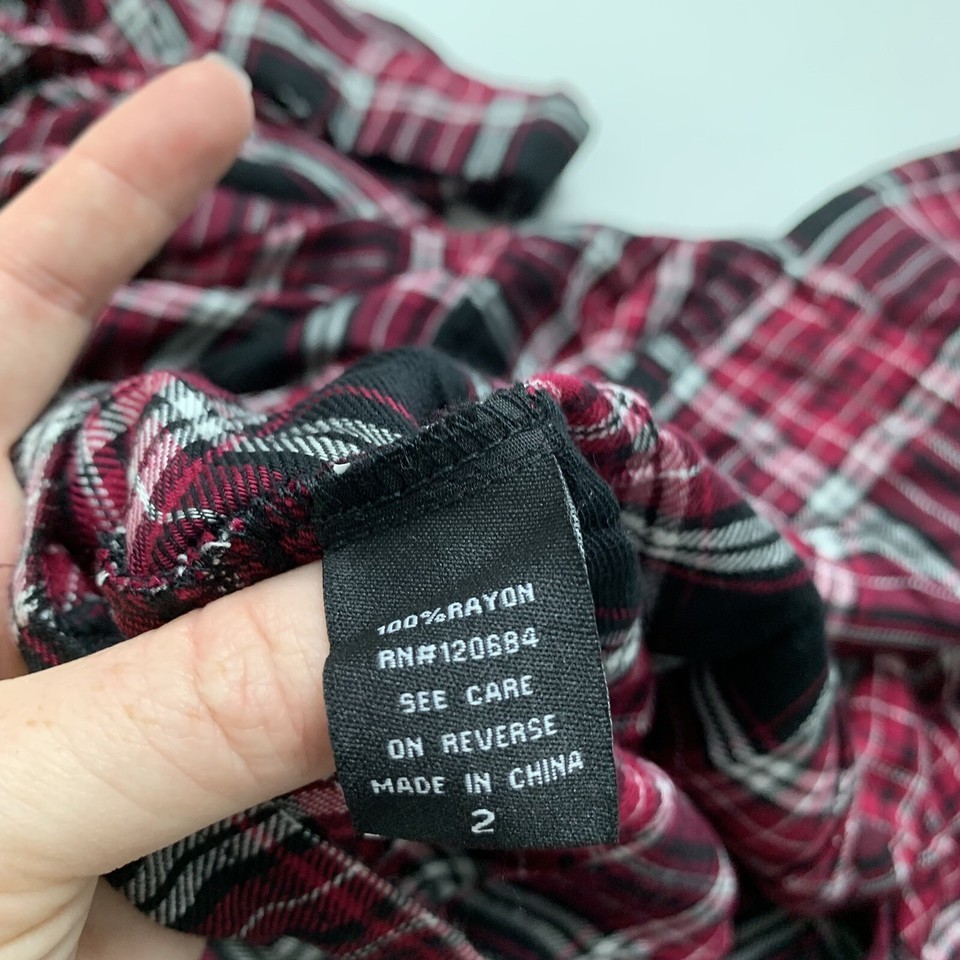 100%RAYON
RN#120684
SEE CARE
ON REVERSE
MADE IN CHINA
2